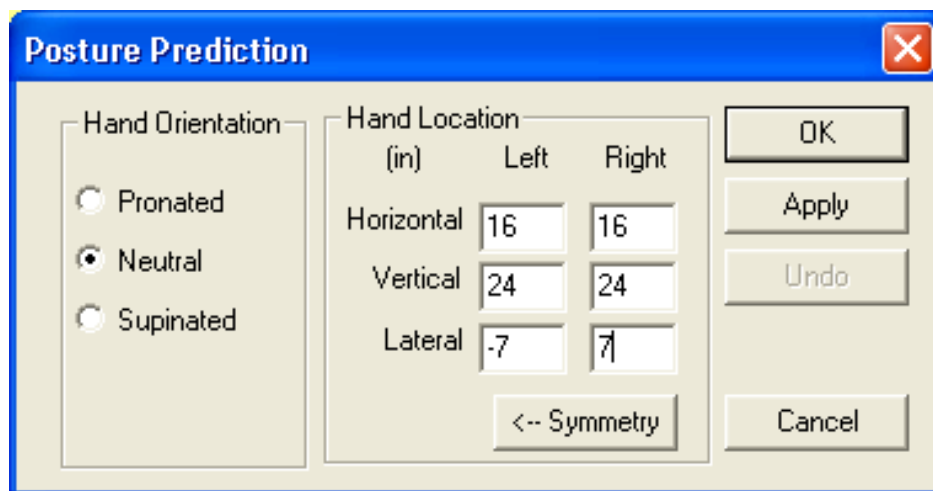 Posture Prediction
Hand Orientation
Pronated
Neutral
Supinated
Hand Location
(in) Left Right
Horizontal 16 16
Vertical 24 24
Lateral -7 7
<-- Symmetry
OK
Apply
Undo
Cancel